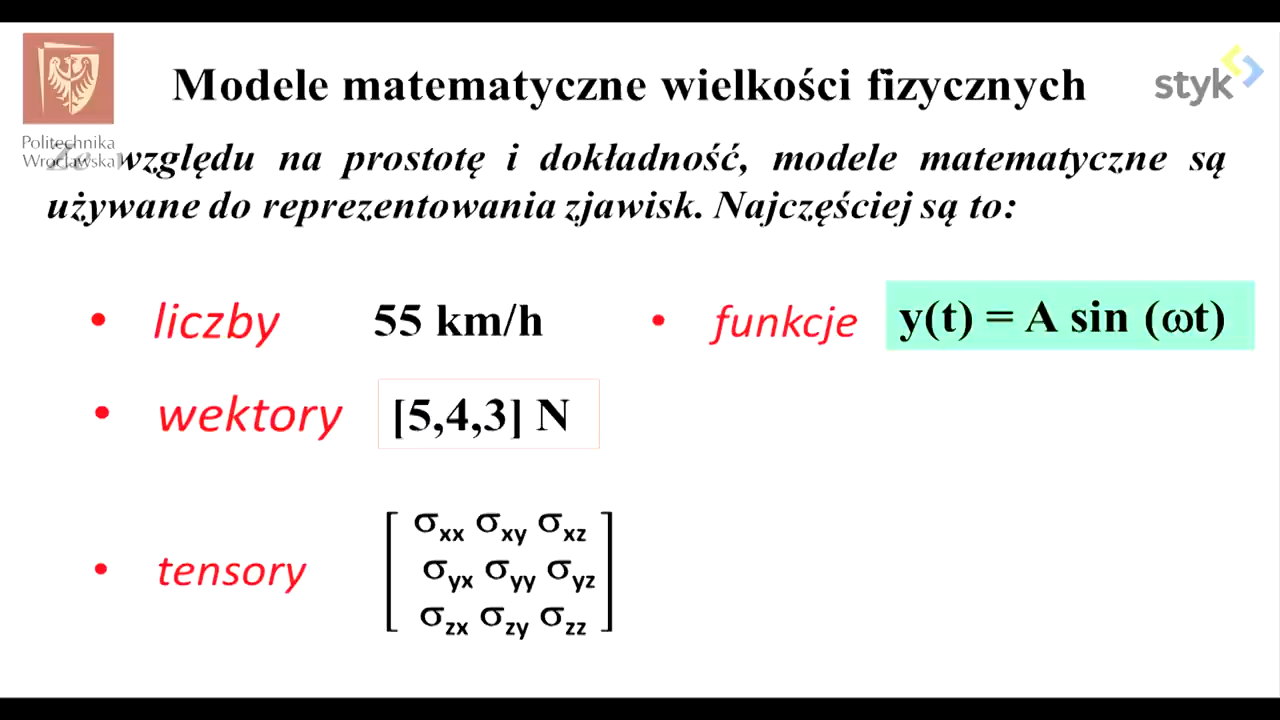 Modele matematyczne wielkości fizycznych
styk
Politechnika
Wrocławska
Ze względu na prostotę i dokładność, modele matematyczne są
używane do reprezentowania zjawisk. Najczęściej są to:
• liczby 55 km/h
• funkcje y(t) = A sin (ωt)
• wektory [5,4,3] N
• tensory
σxx σxy σxz
σyx σyy σyz
σzx σzy σzz